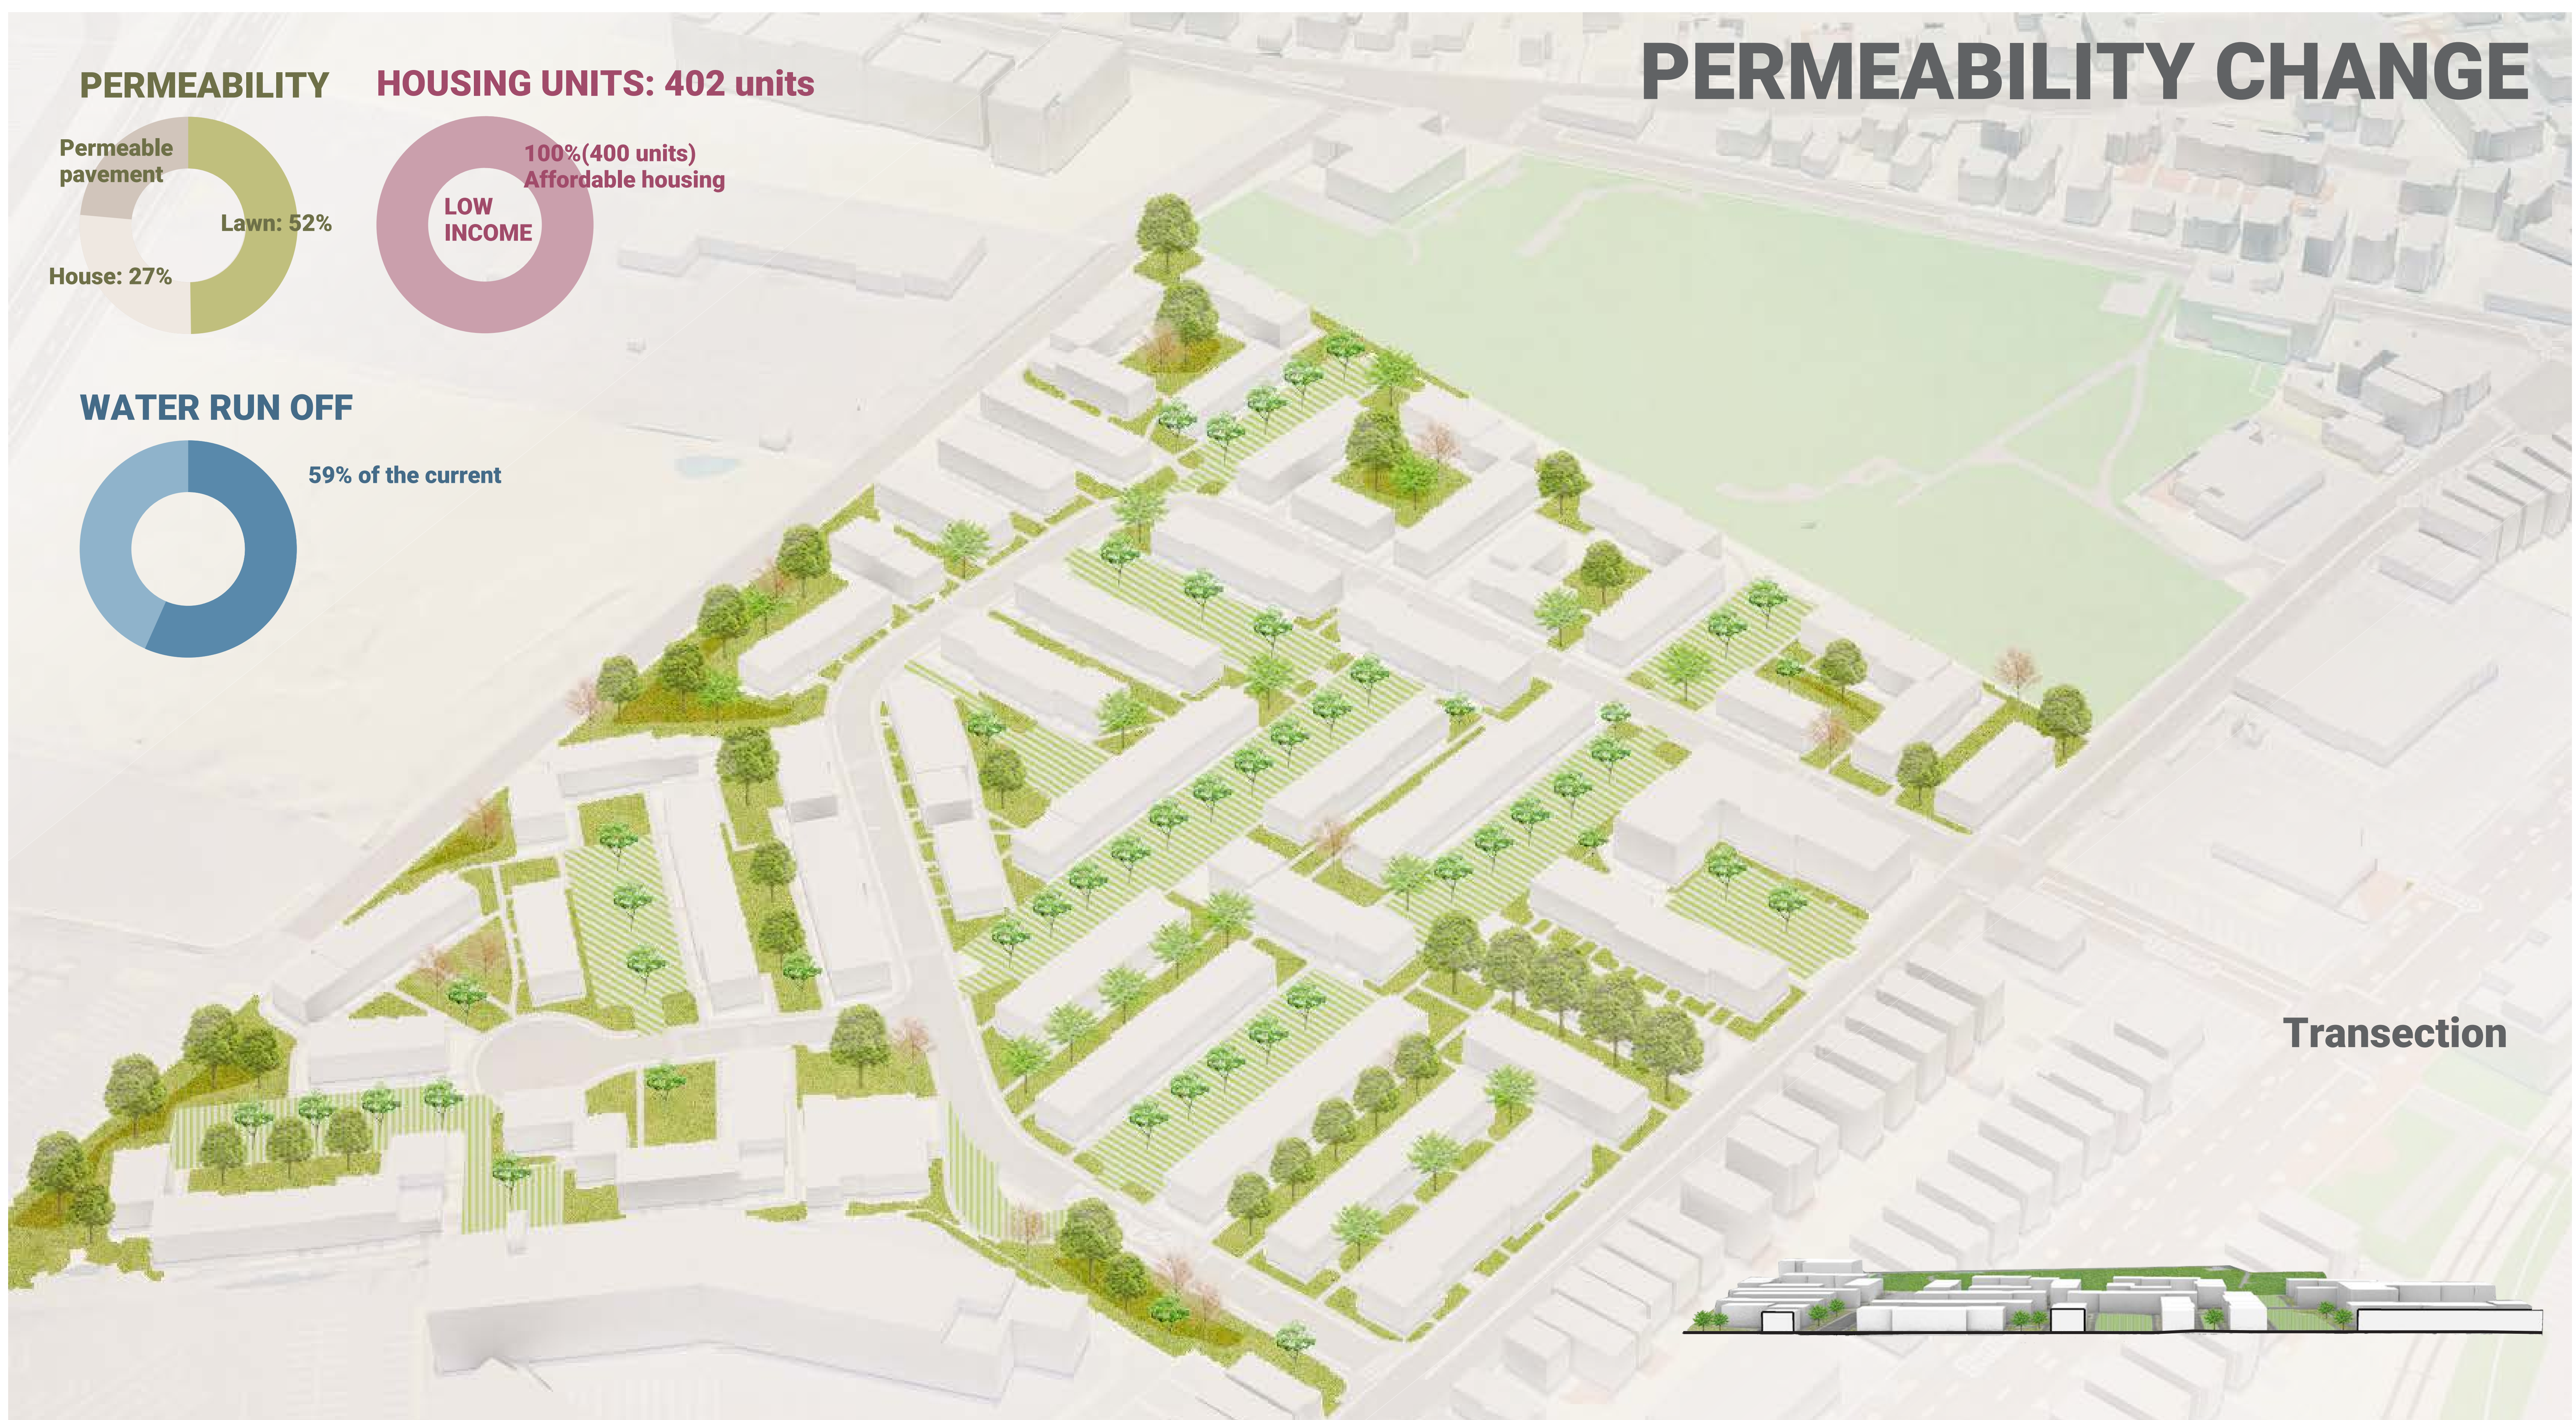 PERMEABILITY CHANGE
PERMEABILITY
Permeable
pavement
Lawn: 52%
House: 27%
HOUSING UNITS: 402 units
100%(400 units)
Affordable housing
LOW
INCOME
WATER RUN OFF
59% of the current
Transection